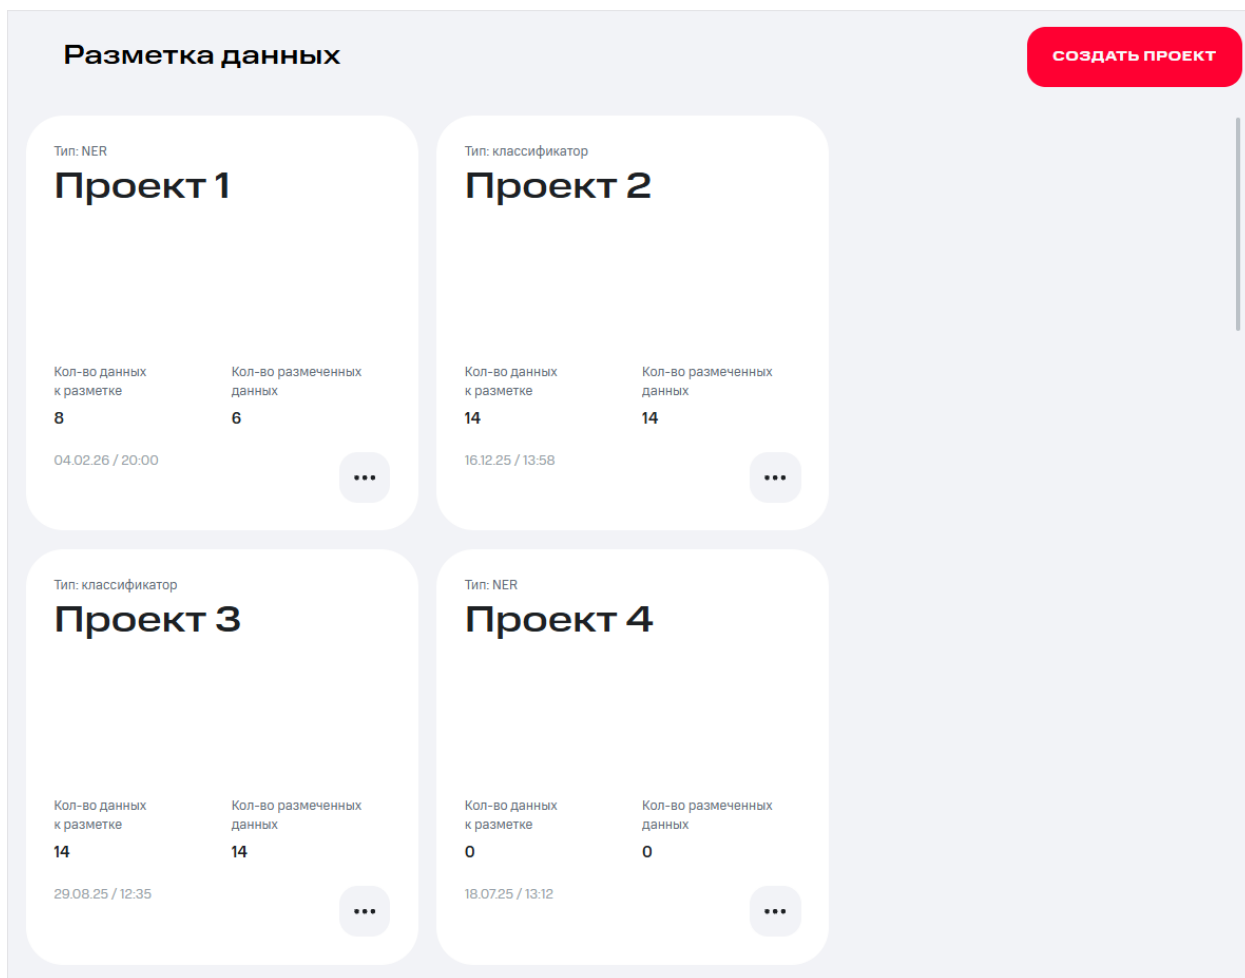 Разметка данных
СОЗДАТЬ ПРОЕКТ
Тип: NER
Проект 1
Кол-во данных
к разметке
8
Кол-во размеченных
данных
6
04.02.26 / 20:00
Тип: классификатор
Проект 2
Кол-во данных
к разметке
14
Кол-во размеченных
данных
14
16.12.25 / 13:58
Тип: классификатор
Проект 3
Кол-во данных
к разметке
14
Кол-во размеченных
данных
14
29.08.25 / 12:35
Тип: NER
Проект 4
Кол-во данных
к разметке
0
Кол-во размеченных
данных
0
18.07.25 / 13:12